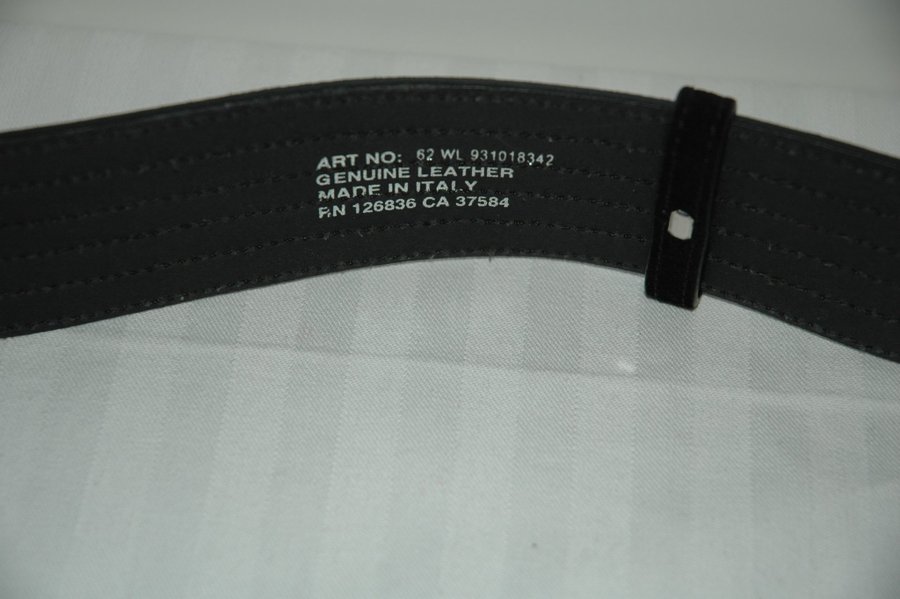 ART NO: 62 WL 931018342
GENUINE LEATHER
MADE IN ITALY
RN 126836 CA 37584